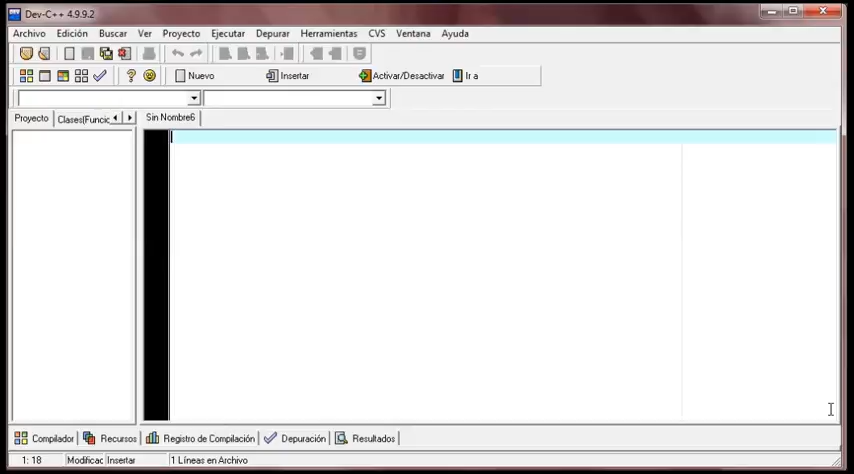 Dev-C++ 4.9.9.2
Archivo Edición Buscar Ver Proyecto Ejecutar Depurar Herramientas CVS Ventana Ayuda
Nuevo Insertar Activar/Desactivar Ir a
Proyecto Clases(Funcic Sin Nombre6
Compilador Recursos Registro de Compilación Depuración Resultados
1: 18 Modificac Insertar 1 Líneas en Archivo